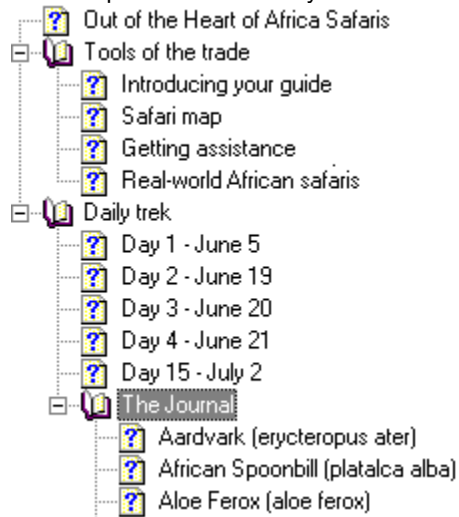 Out of the Heart of Africa Safaris
Tools of the trade
Introducing your guide
Safari map
Getting assistance
Real-world African safaris
Daily trek
Day 1 - June 5
Day 2 - June 19
Day 3 - June 20
Day 4 - June 21
Day 15 - July 2
The Journal
Aardvark (erycteropus ater)
African Spoonbill (platalca alba)
Aloe Ferox (aloe ferox)